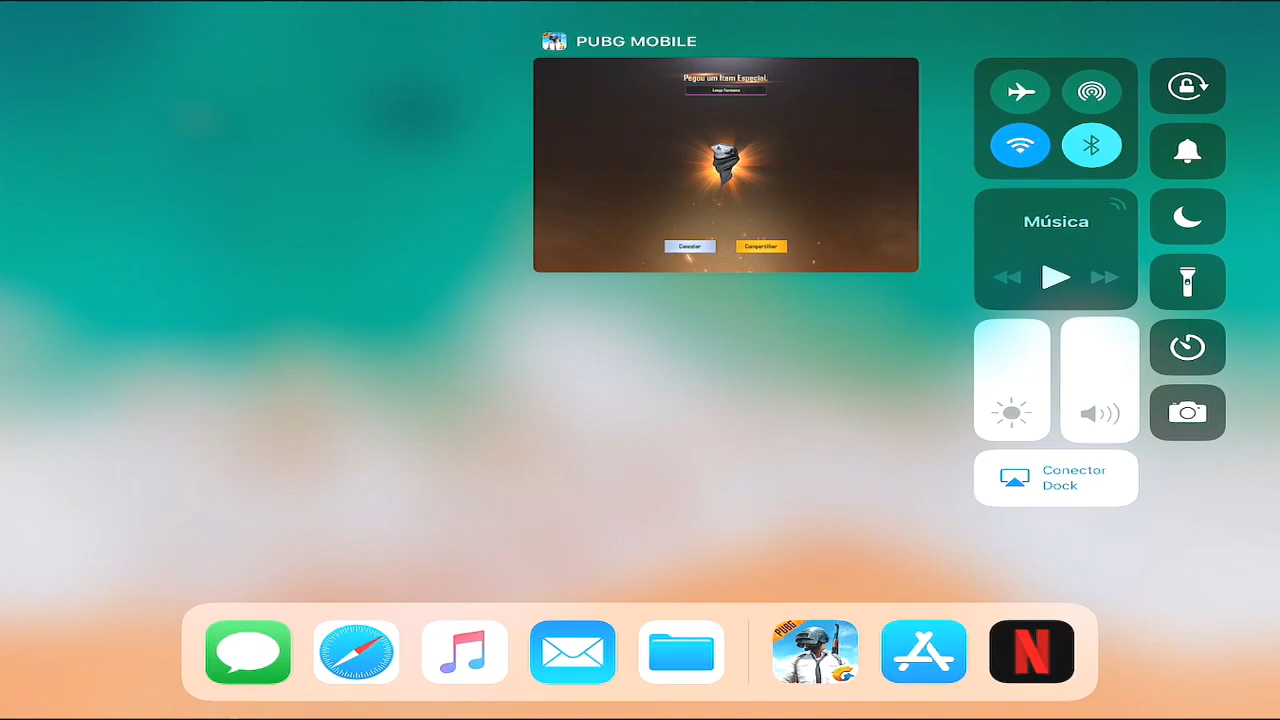 PUBG MOBILE
Pegou um Item Especial.
Cancelar
Compartilhar
Música
Conector
Dock
PUBG
N